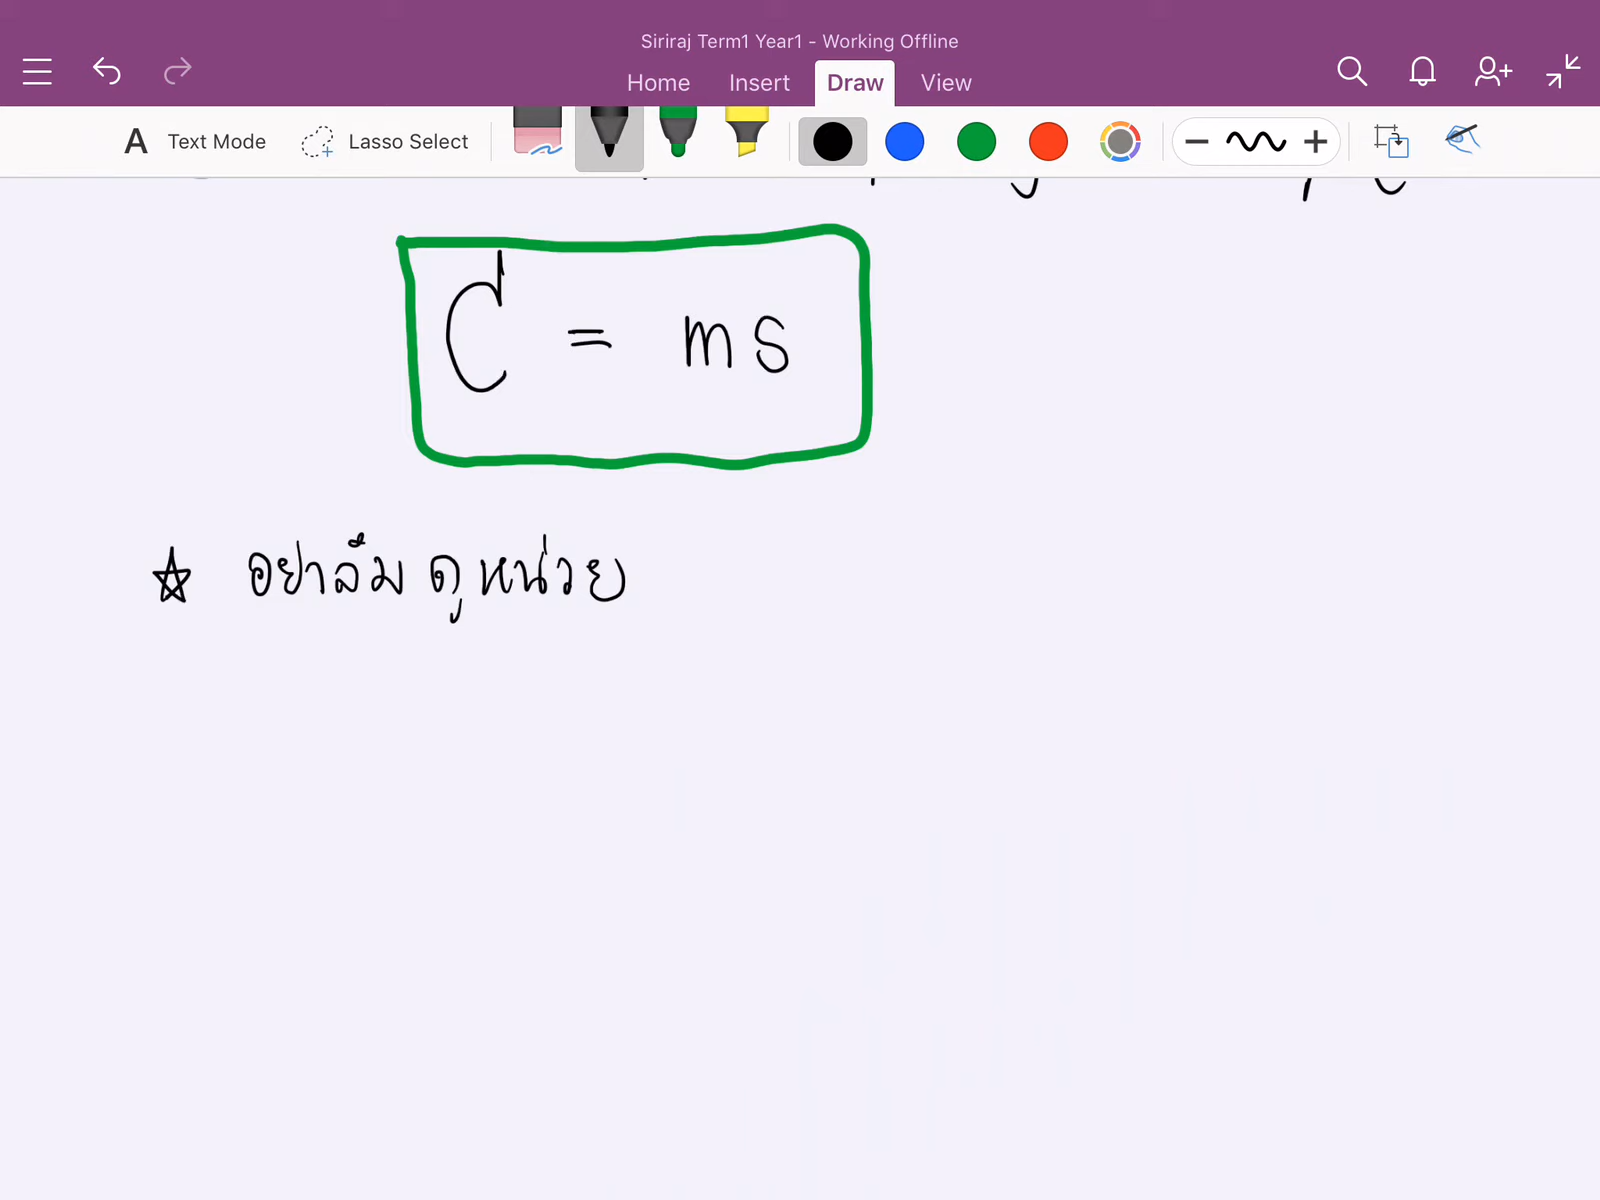 Siriraj Term1 Year1 - Working Offline
Home Insert Draw View
A Text Mode Lasso Select
C = ms
☆ อย่าลืม ดูหน่วย